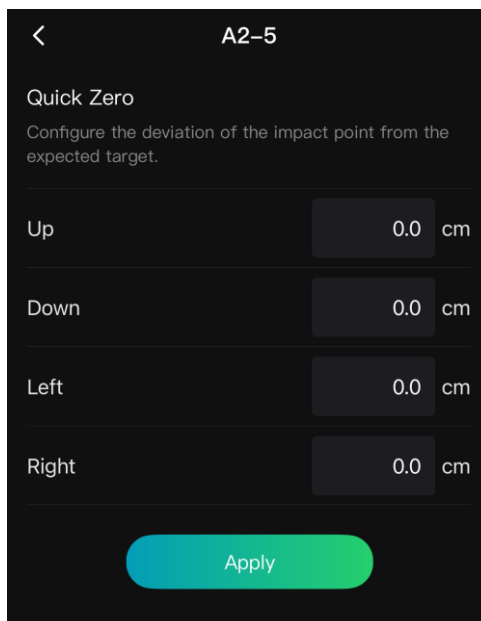 A2-5
Quick Zero
Configure the deviation of the impact point from the
expected target.
Up 0.0 cm
Down 0.0 cm
Left 0.0 cm
Right 0.0 cm
Apply